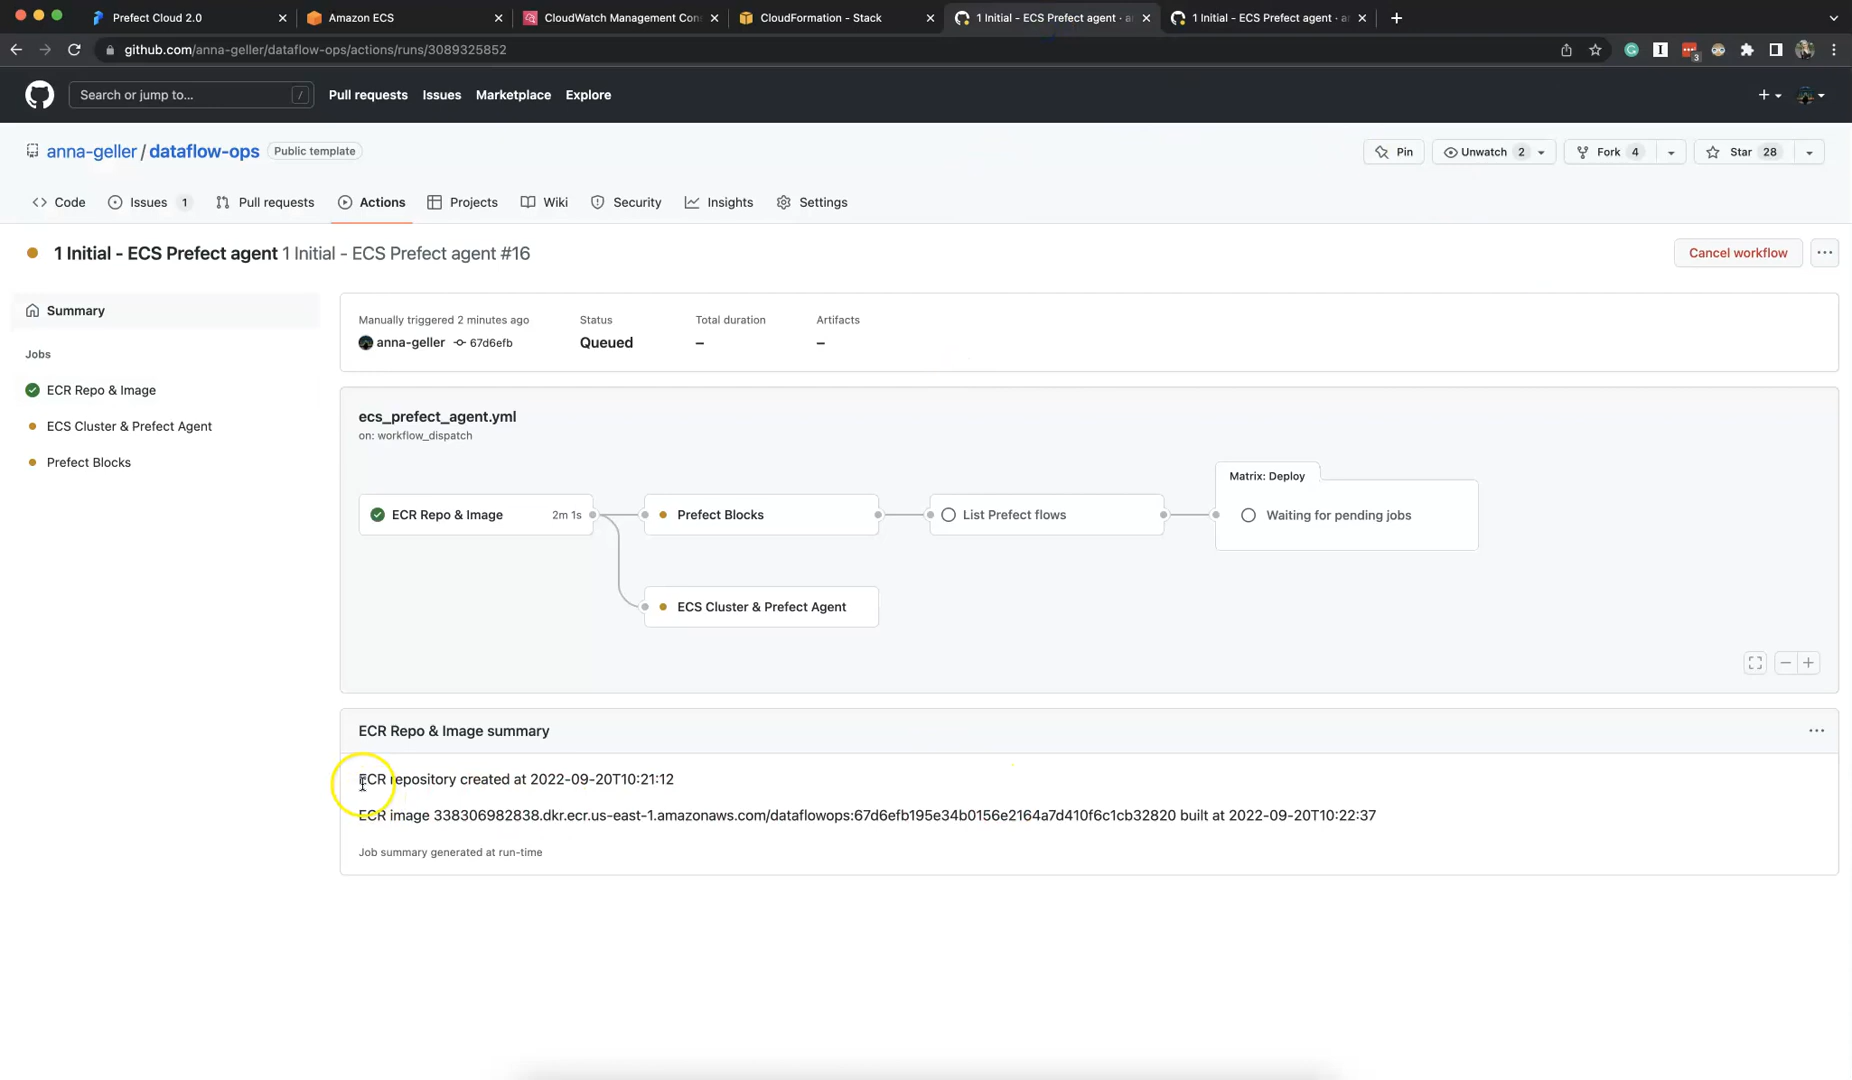 Prefect Cloud 2.0
Amazon ECS
CloudWatch Management Con
CloudFormation - Stack
1 Initial - ECS Prefect agent · a
1 Initial - ECS Prefect agent · a
github.com/anna-geller/dataflow-ops/actions/runs/3089325852
3
Search or jump to... /
Pull requests
Issues
Marketplace
Explore
anna-geller / dataflow-ops
Public template
Pin
Unwatch 2
Fork 4
Star 28
Code
Issues 1
Pull requests
Actions
Projects
Wiki
Security
Insights
Settings
1 Initial - ECS Prefect agent 1 Initial - ECS Prefect agent #16
Cancel workflow
Summary
Jobs
ECR Repo & Image
ECS Cluster & Prefect Agent
Prefect Blocks
Manually triggered 2 minutes ago
anna-geller 67d6efb
Status
Queued
Total duration
–
Artifacts
–
ecs_prefect_agent.yml
on: workflow_dispatch
ECR Repo & Image 2m 1s
Prefect Blocks
List Prefect flows
Matrix: Deploy
Waiting for pending jobs
ECS Cluster & Prefect Agent
ECR Repo & Image summary
ECR repository created at 2022-09-20T10:21:12
ECR image 338306982838.dkr.ecr.us-east-1.amazonaws.com/dataflowops:67d6efb195e34b0156e2164a7d410f6c1cb32820 built at 2022-09-20T10:22:37
Job summary generated at run-time